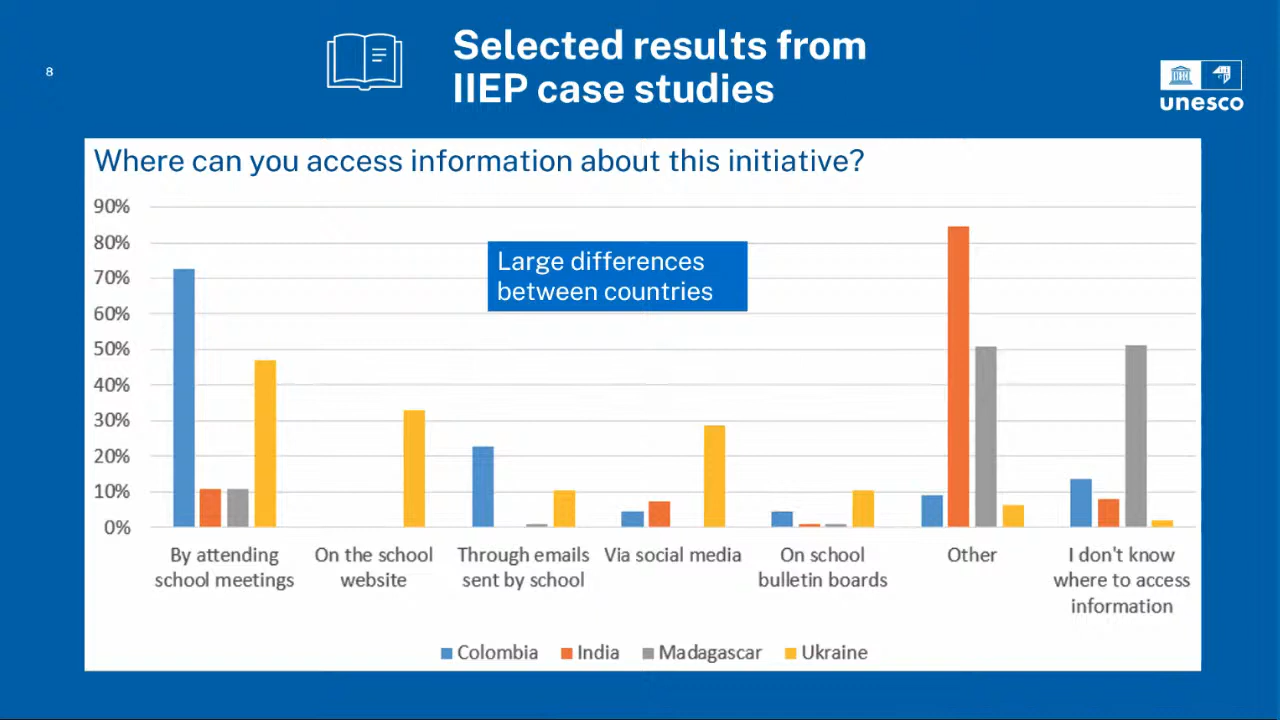 Selected results from
IIEP case studies
8
unesco
Where can you access information about this initiative?
90%
80%
70%
60%
50%
40%
30%
20%
10%
0%
Large differences
between countries
By attending
school meetings
On the school
website
Through emails
sent by school
Via social media
On school
bulletin boards
Other
I don't know
where to access
information
Colombia
India
Madagascar
Ukraine